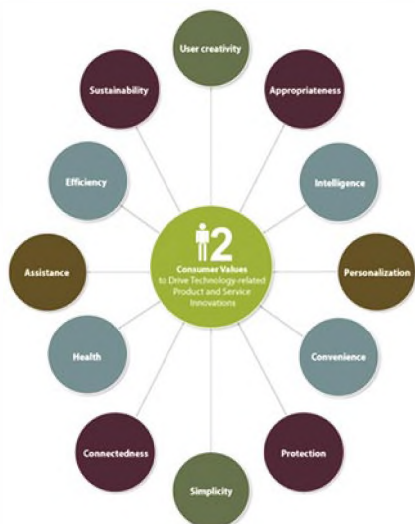 User creativity
Sustainability
Appropriateness
Efficiency
Intelligence
12
Consumer Values
to Drive Technology-related
Product and Service
Innovations
Assistance
Personalization
Health
Convenience
Connectedness
Protection
Simplicity